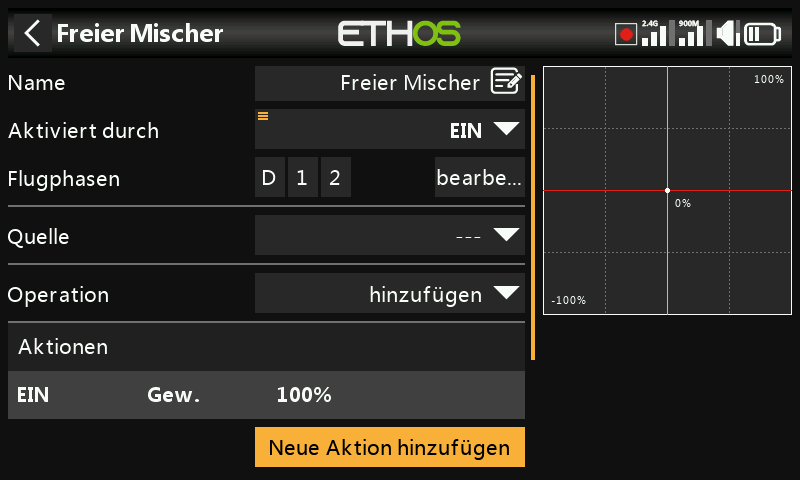 Freier Mischer
ETHOS
2.4G
900M
Name
Freier Mischer
Aktiviert durch
EIN
Flugphasen
D 1 2
bearbe...
Quelle
---
Operation
hinzufügen
Aktionen
EIN Gew. 100%
Neue Aktion hinzufügen
100%
0%
-100%